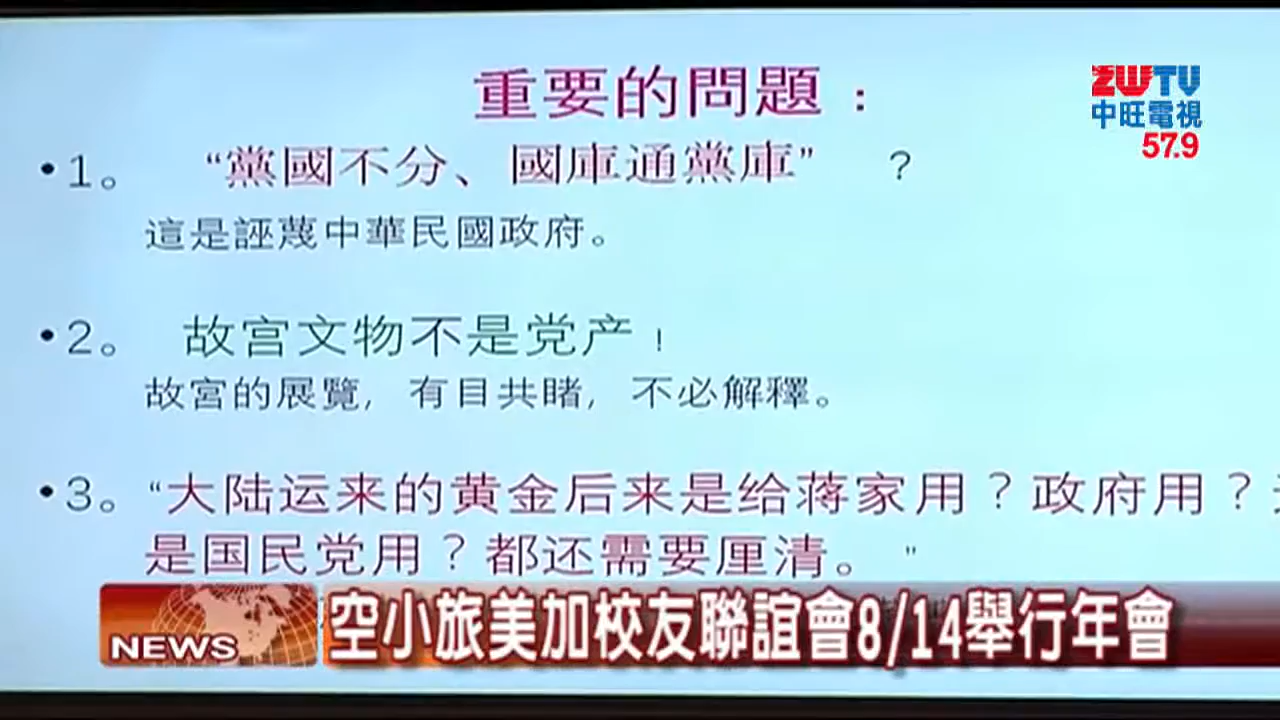 重要的問題：
ZWTV
中旺電視
57.9
•1。 “黨國不分、國庫通黨庫” ？
這是誣蔑中華民國政府。
•2。 故宫文物不是党产！
故宮的展覽，有目共睹，不必解釋。
•3。“大陆运来的黄金后来是给蒋家用？政府用？
是国民党用？都还需要厘清。”
NEWS
空小旅美加校友聯誼會8/14舉行年會